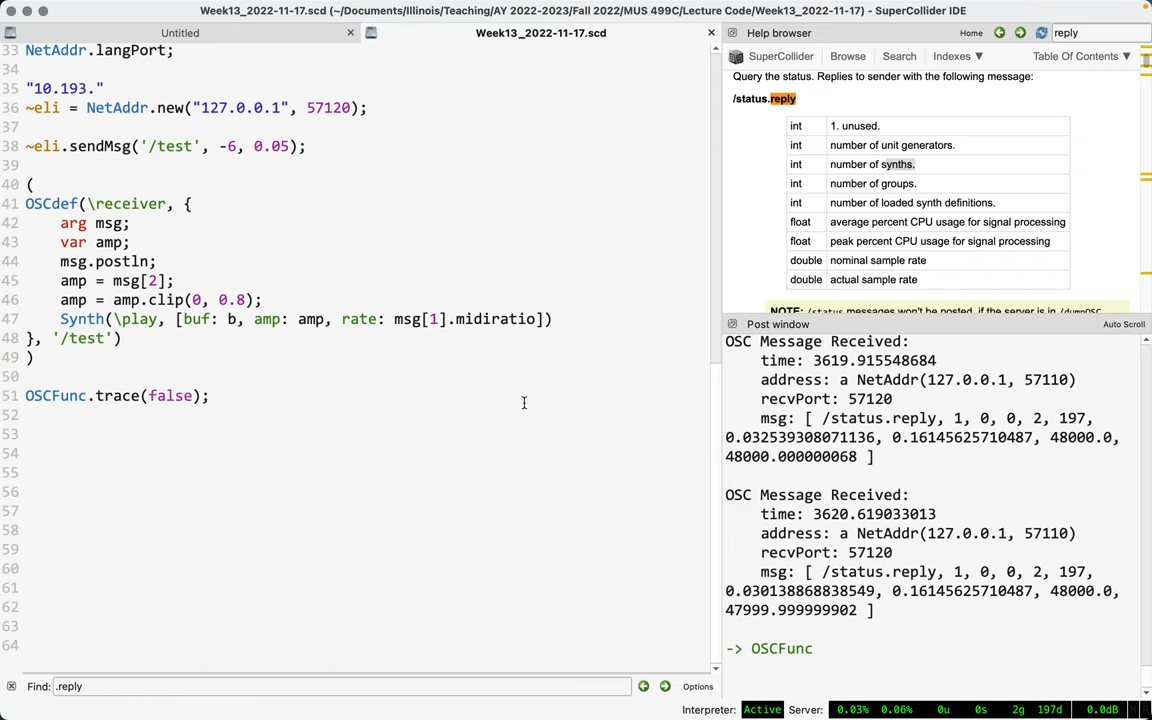 Week13_2022-11-17.scd (~/Documents/Illinois/Teaching/AY 2022-2023/Fall 2022/MUS 499C/Lecture Code/Week13_2022-11-17) - SuperCollider IDE
Untitled
Week13_2022-11-17.scd
33 NetAddr.langPort;
34
35 "10.193."
36 ~eli = NetAddr.new("127.0.0.1", 57120);
37
38 ~eli.sendMsg('/test', -6, 0.05);
39
40 (
41 OSCdef(\receiver, {
42 arg msg;
43 var amp;
44 msg.postln;
45 amp = msg[2];
46 amp = amp.clip(0, 0.8);
47 Synth(\play, [buf: b, amp: amp, rate: msg[1].midiratio])
48 }, '/test')
49 )
50
51 OSCFunc.trace(false);
52
53
54
55
56
57
58
59
60
61
62
63
64
Find: .reply
Options
Help browser
Home
reply
SuperCollider Browse Search Indexes ▼ Table Of Contents ▼
Query the status. Replies to sender with the following message:
/status.reply
int 1. unused.
int number of unit generators.
int number of synths.
int number of groups.
int number of loaded synth definitions.
float average percent CPU usage for signal processing
float peak percent CPU usage for signal processing
double nominal sample rate
double actual sample rate
NOTE: /status messages won't be posted, if the server is in /dumpOSC
Post window
Auto Scroll
OSC Message Received:
time: 3619.915548684
address: a NetAddr(127.0.0.1, 57110)
recvPort: 57120
msg: [ /status.reply, 1, 0, 0, 2, 197,
0.032539308071136, 0.16145625710487, 48000.0,
48000.000000068 ]
OSC Message Received:
time: 3620.619033013
address: a NetAddr(127.0.0.1, 57110)
recvPort: 57120
msg: [ /status.reply, 1, 0, 0, 2, 197,
0.030138868838549, 0.16145625710487, 48000.0,
47999.999999902 ]
-> OSCFunc
Interpreter: Active Server: 0.03% 0.06% 0u 0s 2g 197d 0.0dB